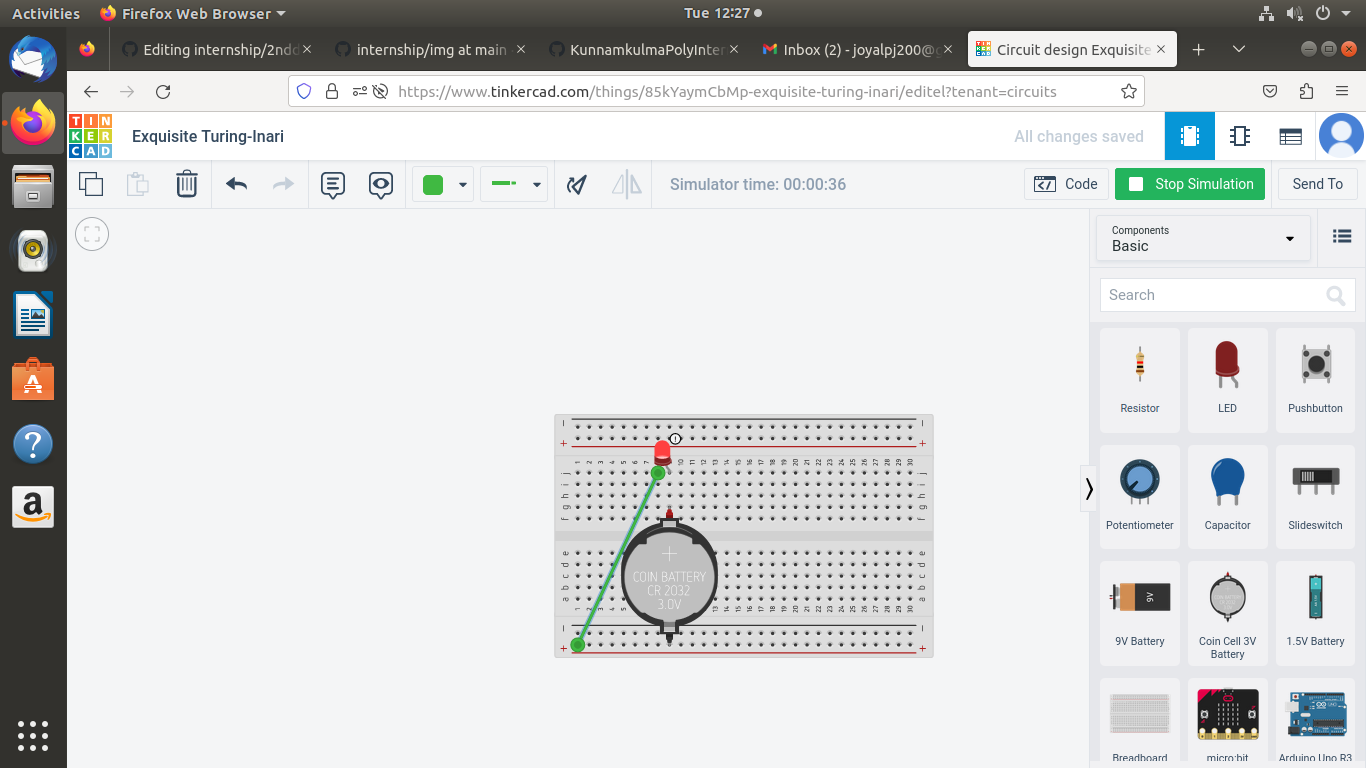 Activities Firefox Web Browser Tue 12:27
Editing internship/2ndd internship/img at main KunnamkulmaPolyInter Inbox (2) - joyalpj200@g Circuit design Exquisite
https://www.tinkercad.com/things/85kYaymCbMp-exquisite-turing-inari/editel?tenant=circuits
TIN
KER
CAD
Exquisite Turing-Inari All changes saved
Simulator time: 00:00:36 Code Stop Simulation Send To
Components
Basic
Search
Resistor LED Pushbutton
Potentiometer Capacitor Slideswitch
9V
9V Battery Coin Cell 3V Battery 1.5V Battery
Breadboard micro:bit Arduino Uno R3
j
i
h
g
f
e
d
c
b
a
COIN BATTERY
CR 2032
3.0V